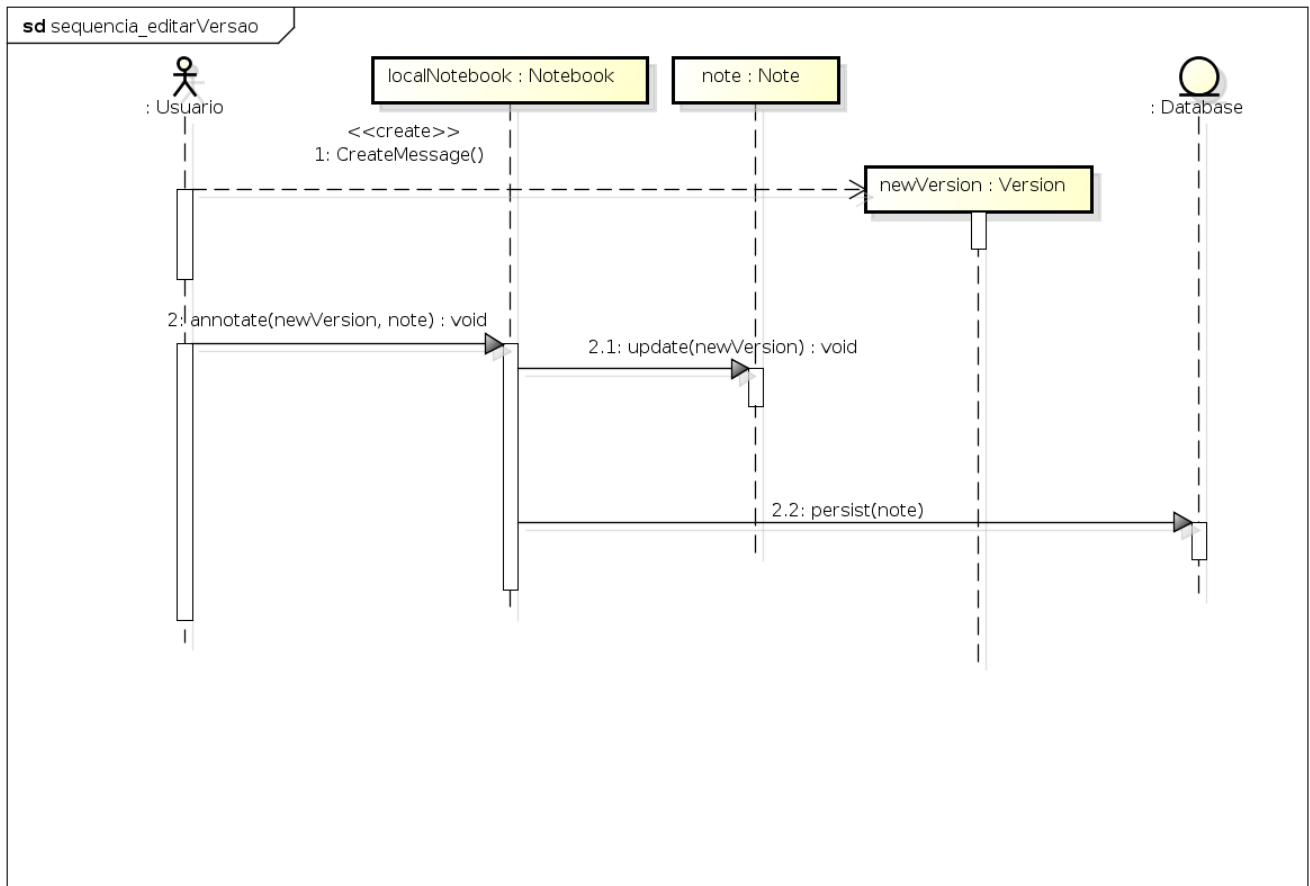 sd sequencia_editarVersao
localNotebook : Notebook
note : Note
: Usuario
: Database
<<create>>
1: CreateMessage()
newVersion : Version
2: annotate(newVersion, note) : void
2.1: update(newVersion) : void
2.2: persist(note)